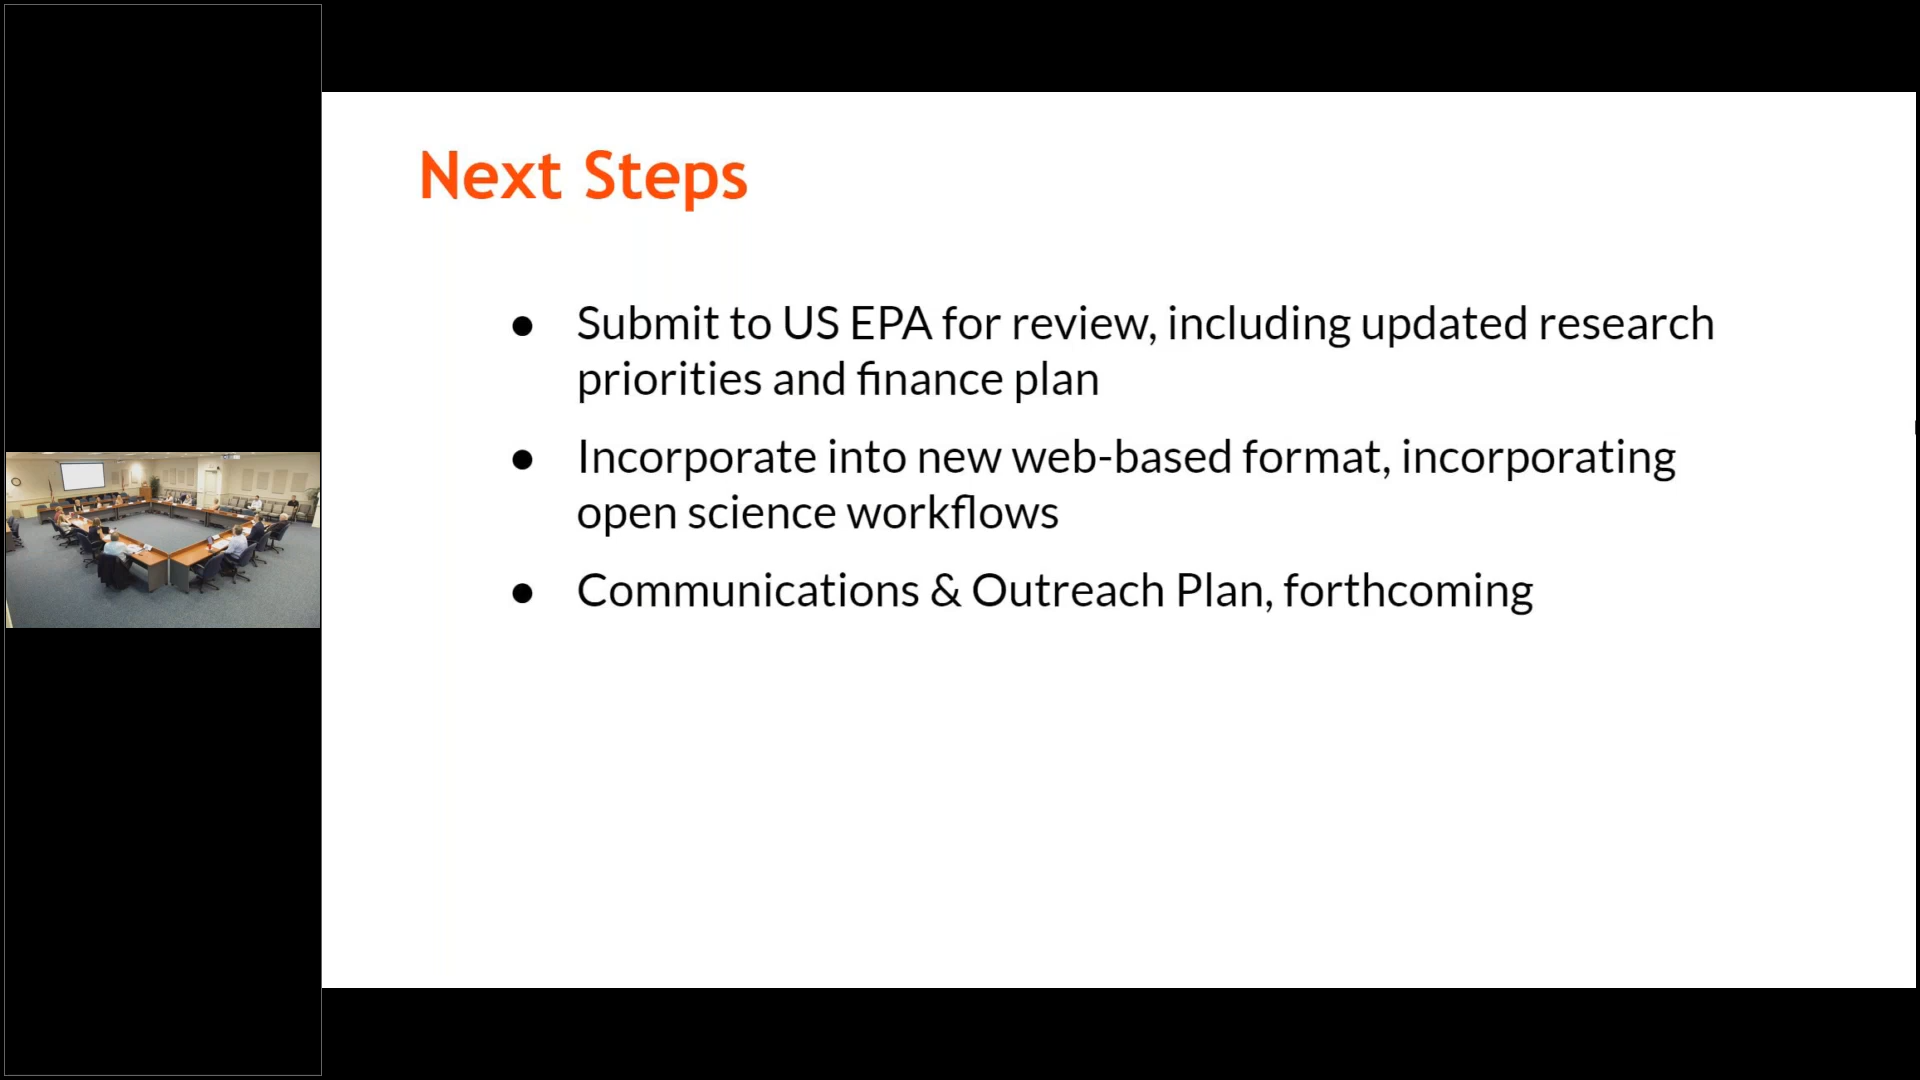 Next Steps
● Submit to US EPA for review, including updated research
priorities and finance plan
● Incorporate into new web-based format, incorporating
open science workflows
● Communications & Outreach Plan, forthcoming